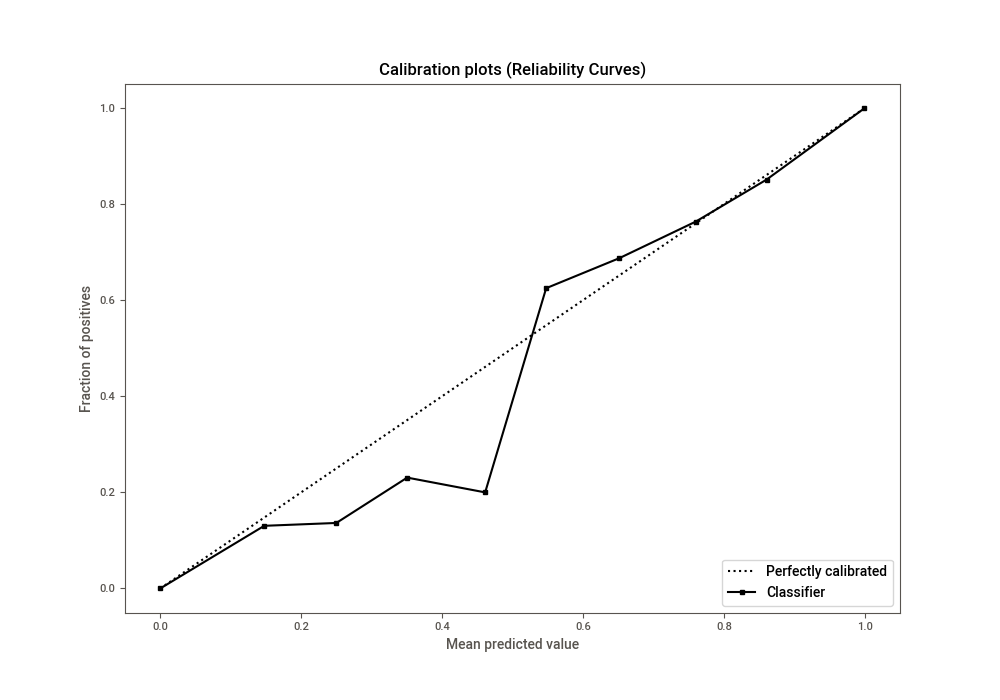 Calibration plots (Reliability Curves)
1.0
0.8
0.6
0.4
0.2
0.0
Fraction of positives
0.0 0.2 0.4 0.6 0.8 1.0
Mean predicted value
Perfectly calibrated
Classifier